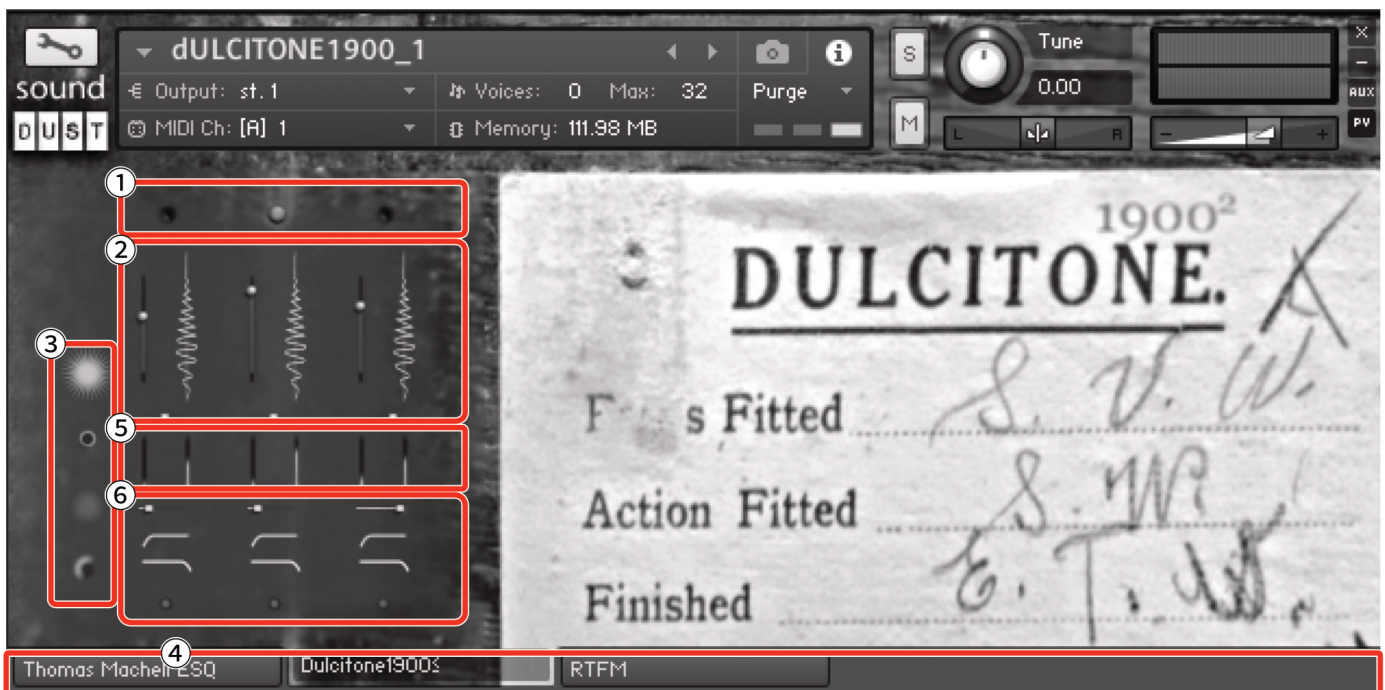 dULCITONE1900_1
S
Tune
0.00
sound
DUST
Output: st.1
Voices: 0 Max: 32
Purge
AUX
MIDI Ch: [A] 1
Memory: 111.98 MB
M
L R
- +
PV
1
2
3
5
6
1900²
DULCITONE.
s Fitted S. V. W.
Action Fitted S. W.
Finished
4
Thomas Machell ESQ
RTFM